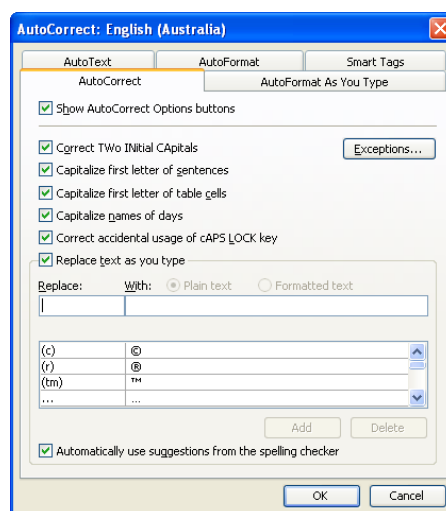 AutoCorrect: English (Australia)
AutoText AutoFormat Smart Tags
AutoCorrect AutoFormat As You Type
Show AutoCorrect Options buttons
Correct TWo INitial CApitals Exceptions...
Capitalize first letter of sentences
Capitalize first letter of table cells
Capitalize names of days
Correct accidental usage of cAPS LOCK key
Replace text as you type
Replace: With: Plain text Formatted text
(c) ©
(r) ®
(tm) ™
... ...
Add Delete
Automatically use suggestions from the spelling checker
OK Cancel